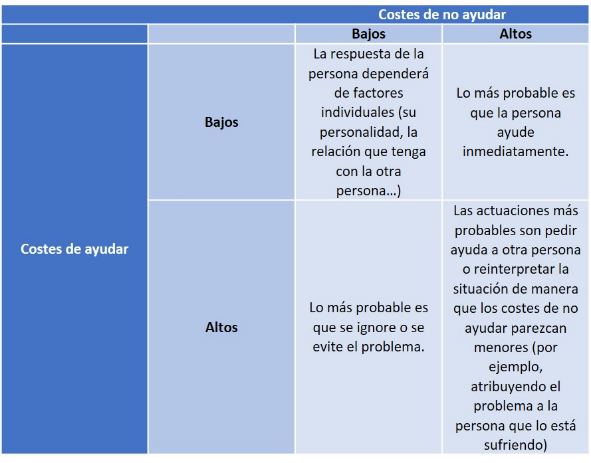 Costes de no ayudar
Bajos
Altos
Costes de ayudar
Bajos
La respuesta de la
persona dependerá
de factores
individuales (su
personalidad, la
relación que tenga
con la otra
persona…)
Lo más probable es
que la persona
ayude
inmediatamente.
Altos
Lo más probable es
que se ignore o se
evite el problema.
Las actuaciones más
probables son pedir
ayuda a otra persona
o reinterpretar la
situación de manera
que los costes de no
ayudar parezcan
menores (por
ejemplo,
atribuyendo el
problema a la
persona que lo está
sufriendo)